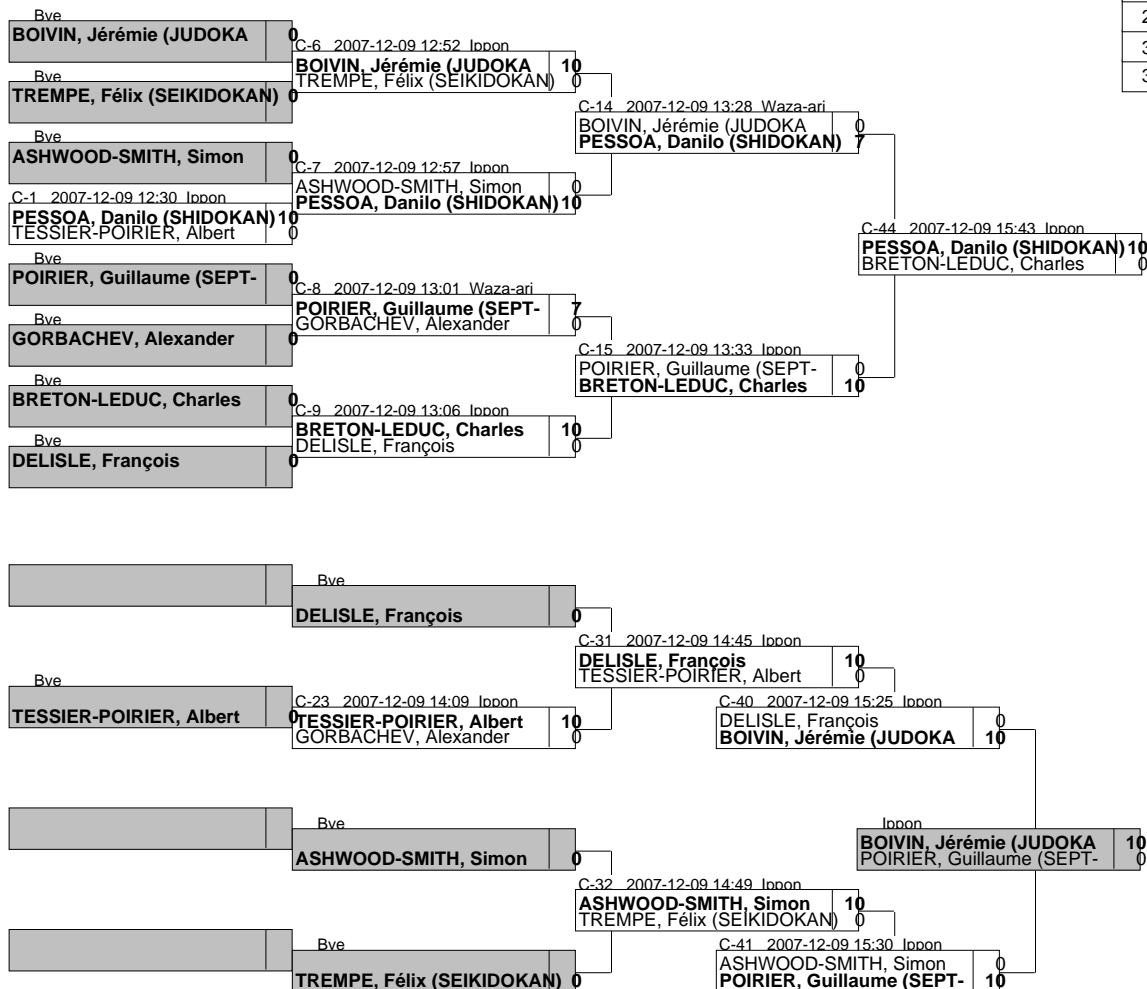 Bye
BOIVIN, Jérémie (JUDOKA 0
Bye
TREMPE, Félix (SEIKIDOKAN) 0
Bye
ASHWOOD-SMITH, Simon 0
C-1 2007-12-09 12:30 Ippon
PESSOA, Danilo (SHIDOKAN) 10
TESSIER-POIRIER, Albert 0
Bye
POIRIER, Guillaume (SEPT- 0
Bye
GORBACHEV, Alexander 0
Bye
BRETON-LEDUC, Charles 0
Bye
DELISLE, François 0
C-6 2007-12-09 12:52 Ippon
BOIVIN, Jérémie (JUDOKA 10
TREMPE, Félix (SEIKIDOKAN) 0
C-7 2007-12-09 12:57 Ippon
ASHWOOD-SMITH, Simon 0
PESSOA, Danilo (SHIDOKAN) 10
C-8 2007-12-09 13:01 Waza-ari
POIRIER, Guillaume (SEPT- 7
GORBACHEV, Alexander 0
C-9 2007-12-09 13:06 Ippon
BRETON-LEDUC, Charles 10
DELISLE, François 0
C-14 2007-12-09 13:28 Waza-ari
BOIVIN, Jérémie (JUDOKA 0
PESSOA, Danilo (SHIDOKAN) 7
C-15 2007-12-09 13:33 Ippon
POIRIER, Guillaume (SEPT- 0
BRETON-LEDUC, Charles 10
C-44 2007-12-09 15:43 Ippon
PESSOA, Danilo (SHIDOKAN) 10
BRETON-LEDUC, Charles 0
2
3
3
Bye
TESSIER-POIRIER, Albert 0
Bye
DELISLE, François 0
C-23 2007-12-09 14:09 Ippon
TESSIER-POIRIER, Albert 10
GORBACHEV, Alexander 0
Bye
ASHWOOD-SMITH, Simon 0
Bye
TREMPE, Félix (SEIKIDOKAN) 0
C-31 2007-12-09 14:45 Ippon
DELISLE, François 10
TESSIER-POIRIER, Albert 0
C-32 2007-12-09 14:49 Ippon
ASHWOOD-SMITH, Simon 10
TREMPE, Félix (SEIKIDOKAN) 0
C-40 2007-12-09 15:25 Ippon
DELISLE, François 0
BOIVIN, Jérémie (JUDOKA 10
C-41 2007-12-09 15:30 Ippon
ASHWOOD-SMITH, Simon 0
POIRIER, Guillaume (SEPT- 10
Ippon
BOIVIN, Jérémie (JUDOKA 10
POIRIER, Guillaume (SEPT- 0